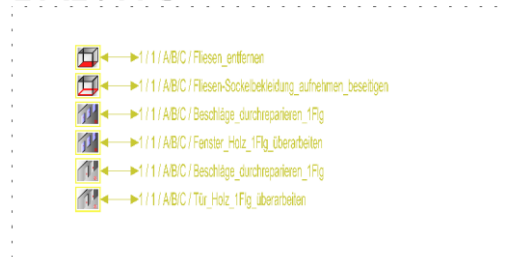 1 / 1 / A/B/C / Fliesen_entfernen
1 / 1 / A/B/C / Fliesen-Sockelbekleidung_aufnehmen_beseitigen
1 / 1 / A/B/C / Beschläge_durchreparieren_1Flg
1 / 1 / A/B/C / Fenster_Holz_1Flg_überarbeiten
1 / 1 / A/B/C / Beschläge_durchreparieren_1Flg
1 / 1 / A/B/C / Tür_Holz_1Flg_überarbeiten